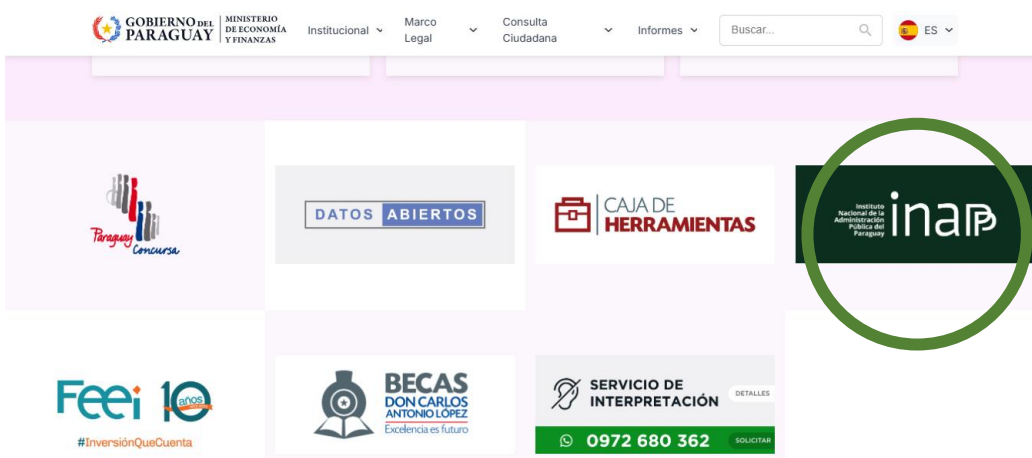 GOBIERNO DEL
PARAGUAY
MINISTERIO
DE ECONOMÍA
Y FINANZAS
Institucional
Marco
Legal
Consulta
Ciudadana
Informes
Buscar...
ES
Paraguay
Concursa
DATOS ABIERTOS
CAJA DE
HERRAMIENTAS
Instituto
Nacional de la
Administración
Pública del
Paraguay
inapp
Feei 10
años
#InversiónQueCuenta
BECAS
DON CARLOS
ANTONIO LÓPEZ
Excelencia es futuro
SERVICIO DE
INTERPRETACIÓN
DETALLES
0972 680 362
SOLICITAR